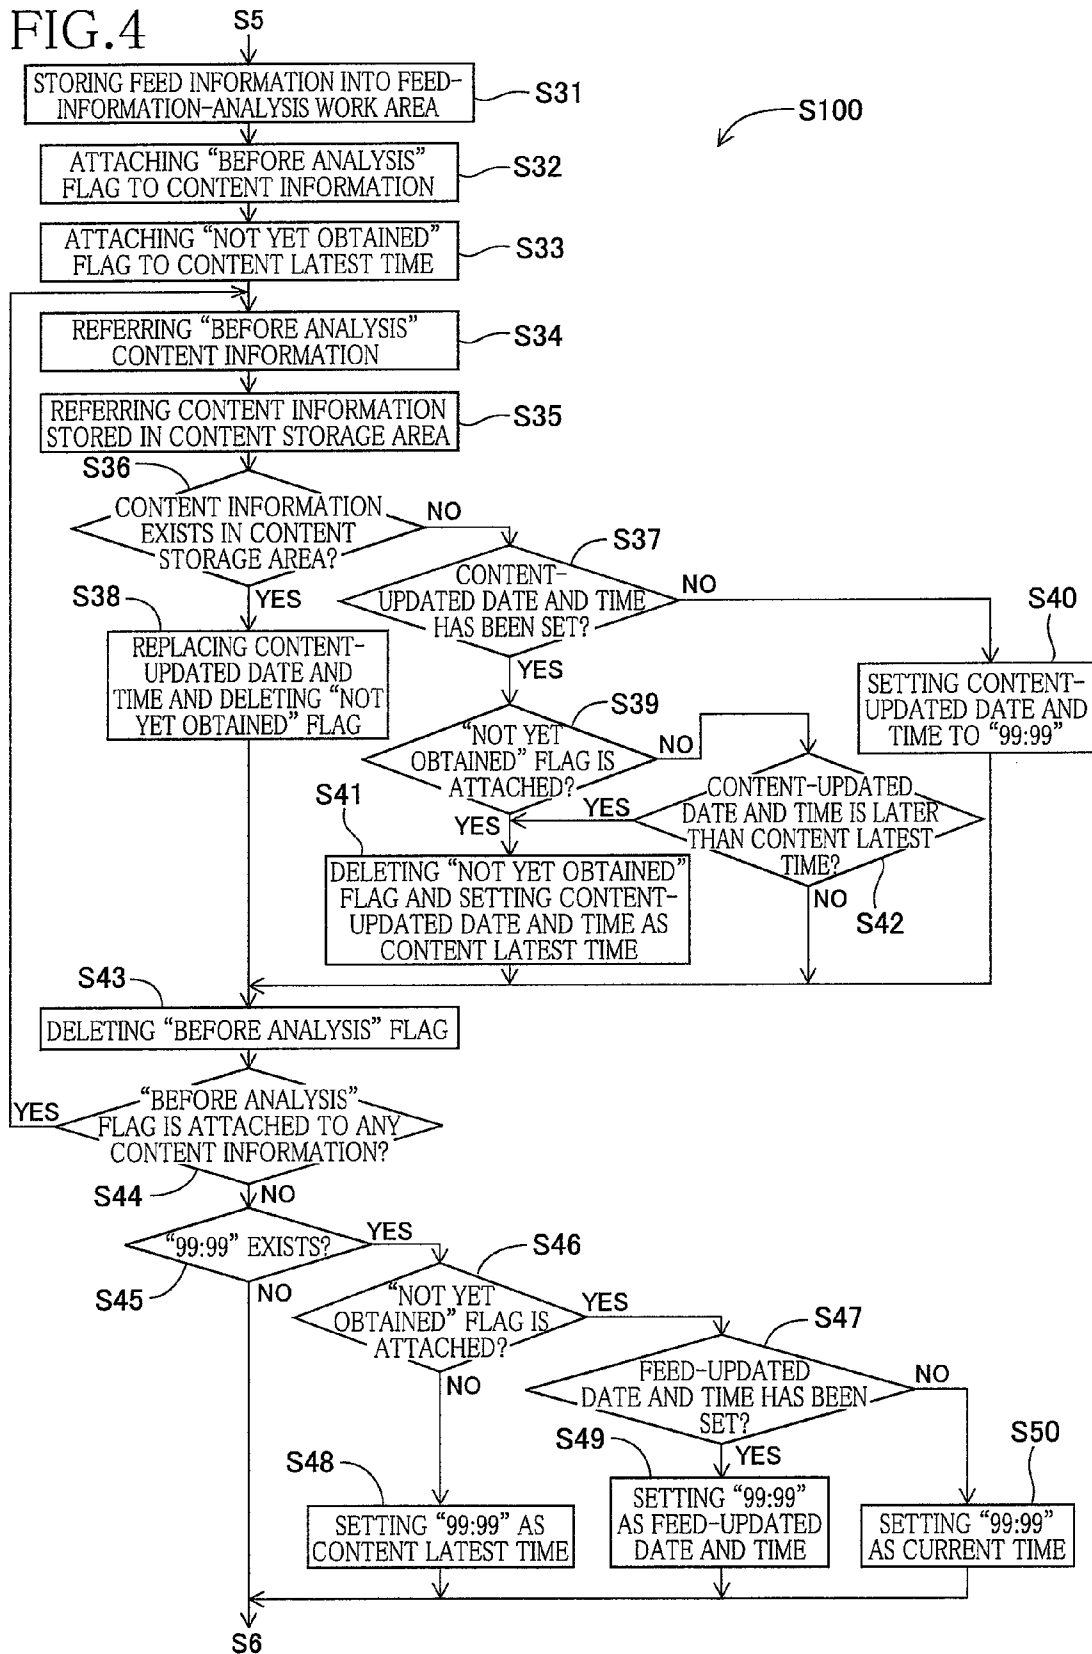 FIG.4
S5
STORING FEED INFORMATION INTO FEED-
INFORMATION-ANALYSIS WORK AREA
S31
S100
ATTACHING “BEFORE ANALYSIS”
FLAG TO CONTENT INFORMATION
S32
ATTACHING “NOT YET OBTAINED”
FLAG TO CONTENT LATEST TIME
S33
REFERRING “BEFORE ANALYSIS”
CONTENT INFORMATION
S34
REFERRING CONTENT INFORMATION
STORED IN CONTENT STORAGE AREA
S35
S36
CONTENT INFORMATION
EXISTS IN CONTENT
STORAGE AREA?
NO
YES
S37
CONTENT-
UPDATED DATE AND TIME
HAS BEEN SET?
NO
YES
S38
REPLACING CONTENT-
UPDATED DATE AND
TIME AND DELETING “NOT
YET OBTAINED” FLAG
S40
SETTING CONTENT-
UPDATED DATE AND
TIME TO “99:99”
S39
“NOT YET
OBTAINED” FLAG IS
ATTACHED?
NO
YES
CONTENT-UPDATED
DATE AND TIME IS LATER
THAN CONTENT LATEST
TIME?
YES
NO
S42
S41
DELETING “NOT YET OBTAINED”
FLAG AND SETTING CONTENT-
UPDATED DATE AND TIME AS
CONTENT LATEST TIME
S43
DELETING “BEFORE ANALYSIS” FLAG
YES
“BEFORE ANALYSIS”
FLAG IS ATTACHED TO ANY
CONTENT INFORMATION?
S44
NO
“99:99” EXISTS?
YES
S45
NO
S46
“NOT YET
OBTAINED” FLAG IS
ATTACHED?
YES
NO
S47
FEED-UPDATED
DATE AND TIME HAS BEEN
SET?
NO
YES
S48
SETTING “99:99” AS
CONTENT LATEST TIME
S49
SETTING “99:99”
AS FEED-UPDATED
DATE AND TIME
S50
SETTING “99:99”
AS CURRENT TIME
S6